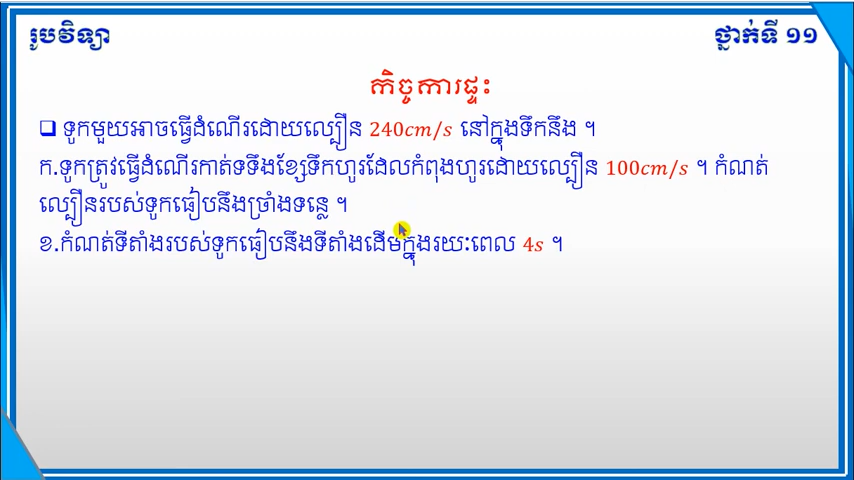 រូបវិទ្យា ថ្នាក់ទី ១១
កិច្ចការផ្ទះ
❑ ទូកមួយអាចធ្វើដំណើរដោយល្បឿន 240cm/s នៅក្នុងទឹកនឹង ។
ក.ទូកត្រូវធ្វើដំណើរកាត់ទទឹងខ្សែទឹកហូរដែលកំពុងហូរដោយល្បឿន 100cm/s ។ កំណត់
ល្បឿនរបស់ទូកធៀបនឹងច្រាំងទន្លេ ។
ខ.កំណត់ទីតាំងរបស់ទូកធៀបនឹងទីតាំងដើមក្នុងរយៈពេល 4s ។